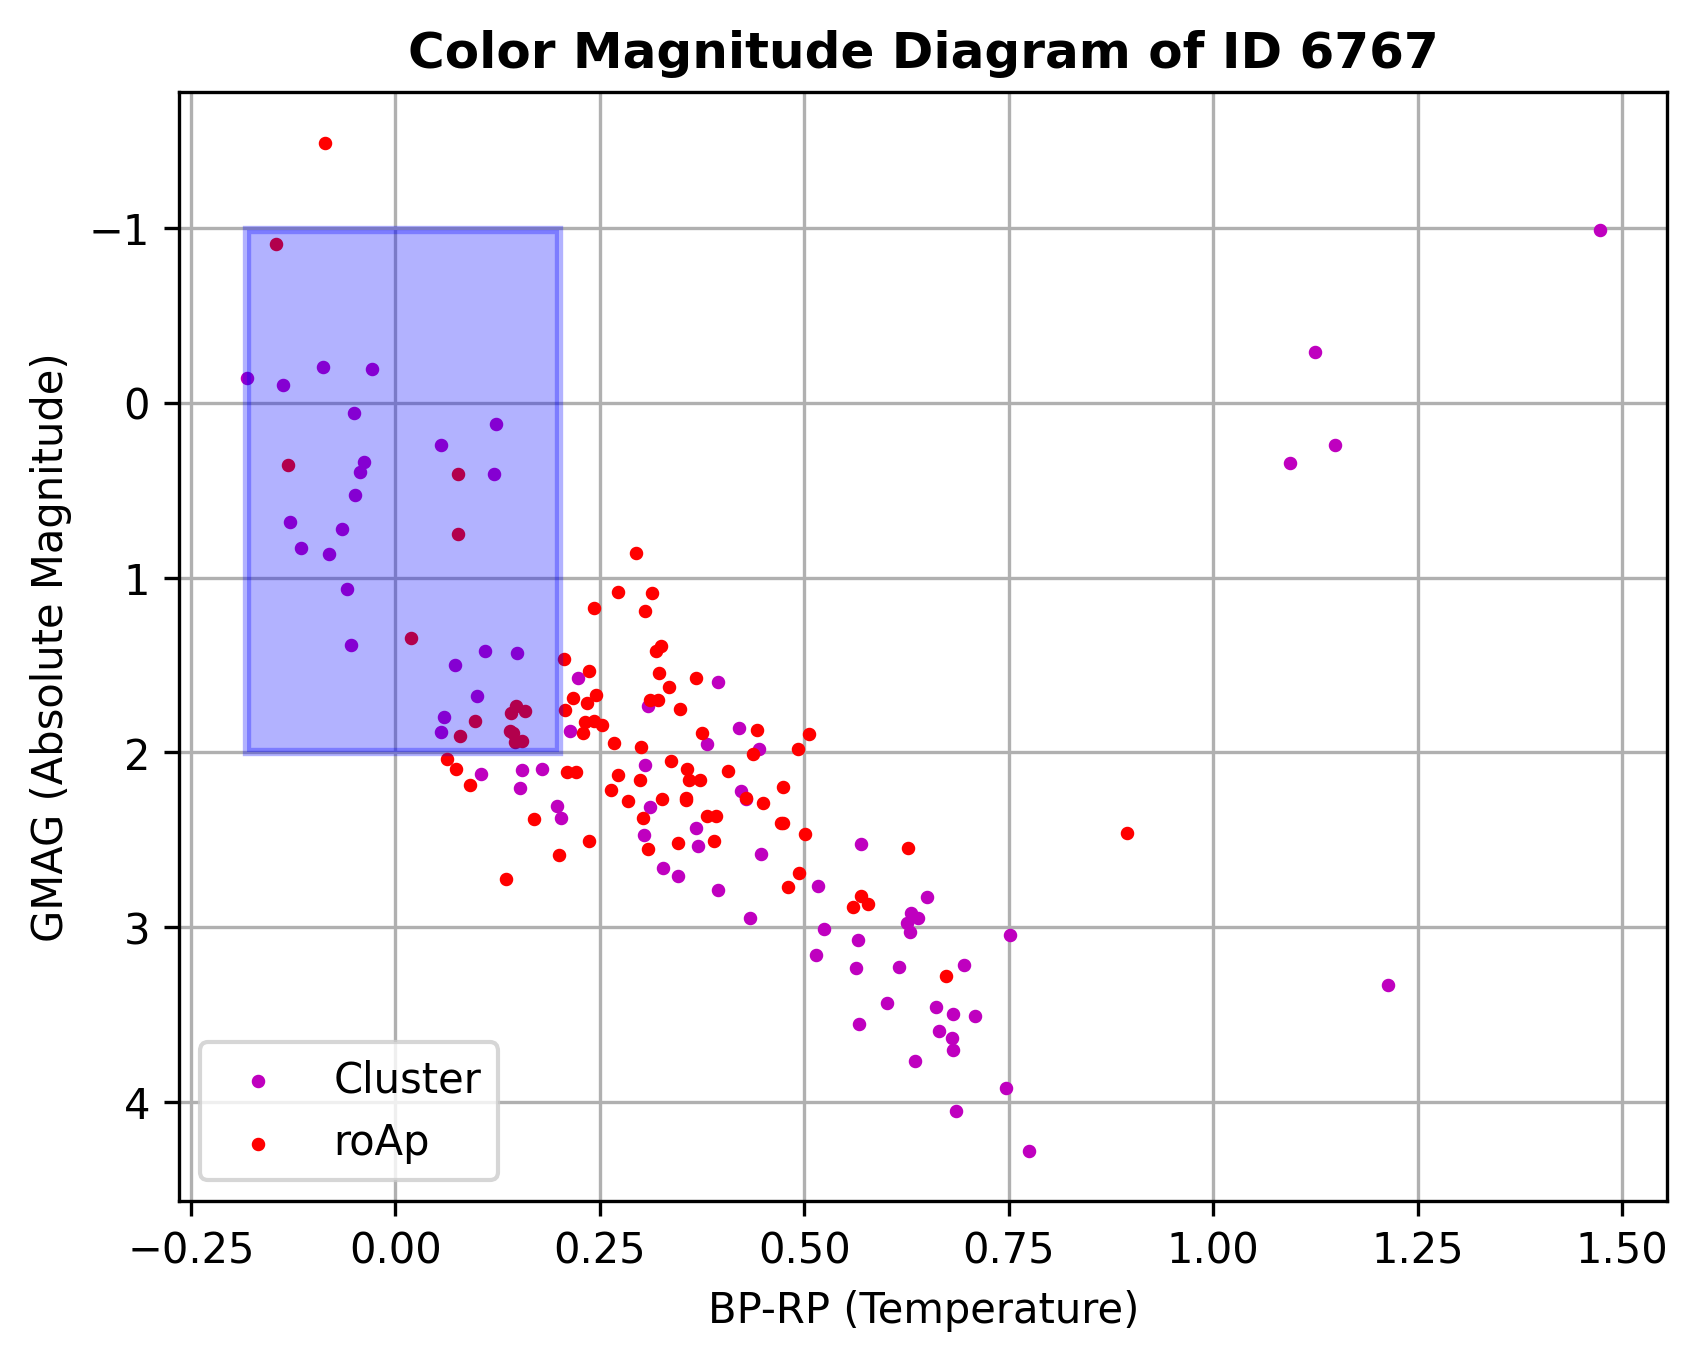 Color Magnitude Diagram of ID 6767
GMAG (Absolute Magnitude)
−1
0
1
2
3
4
Cluster
roAp
−0.25 0.00 0.25 0.50 0.75 1.00 1.25 1.50
BP-RP (Temperature)